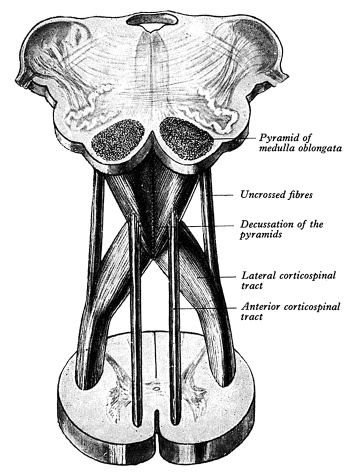 Pyramid of
medulla oblongata
Uncrossed fibres
Decussation of the
pyramids
Lateral corticospinal
tract
Anterior corticospinal
tract